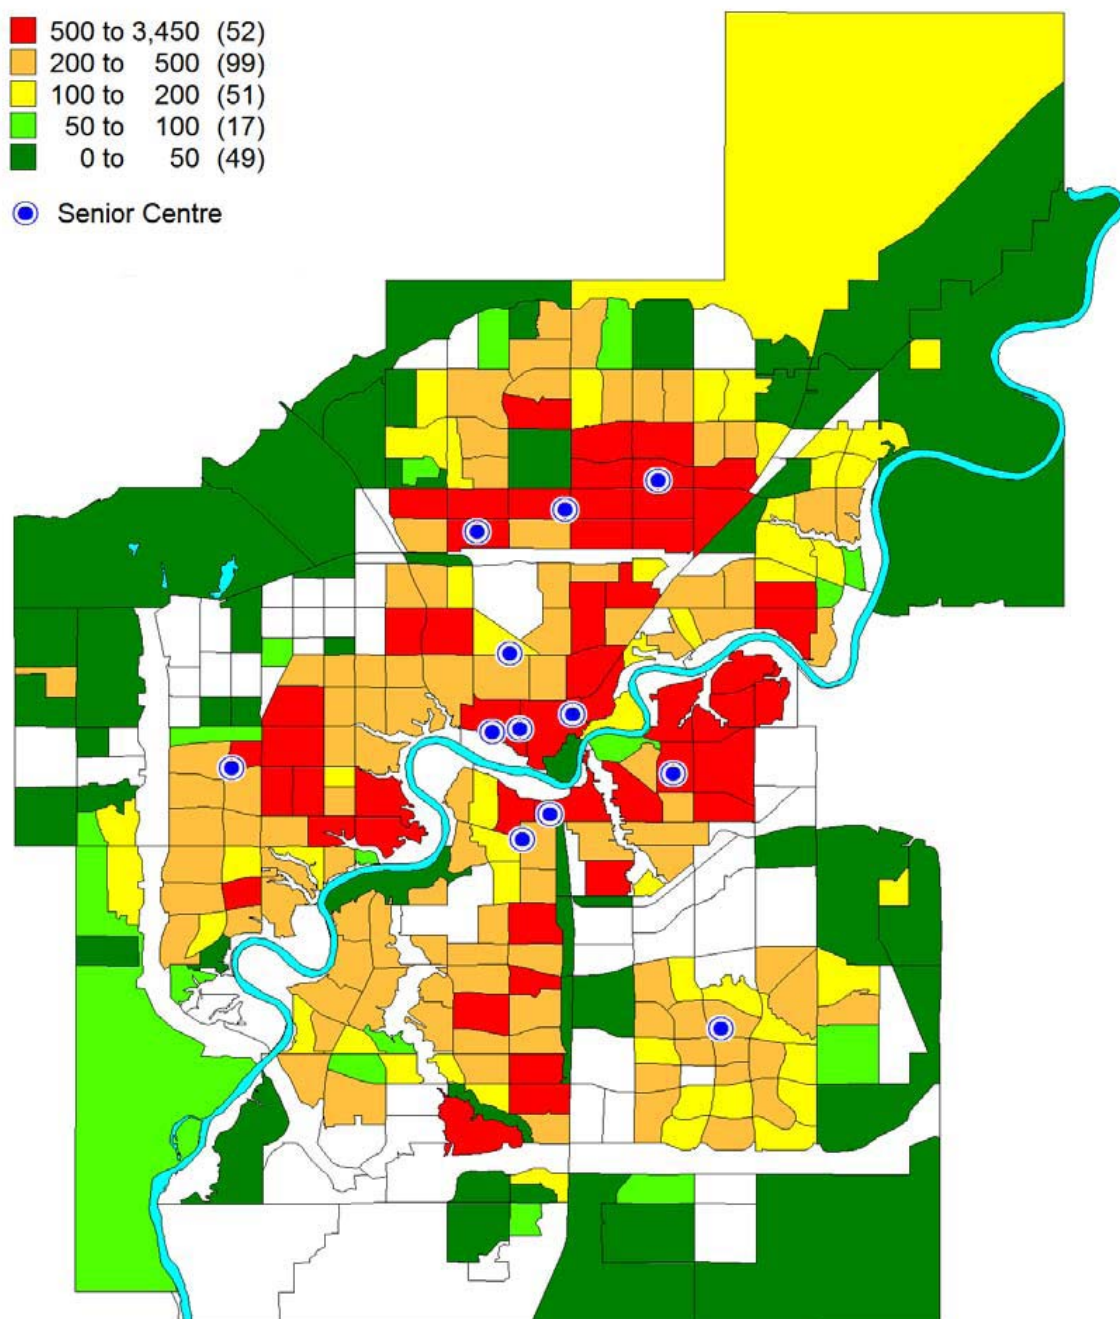 500 to 3,450 (52)
200 to 500 (99)
100 to 200 (51)
50 to 100 (17)
0 to 50 (49)
Senior Centre